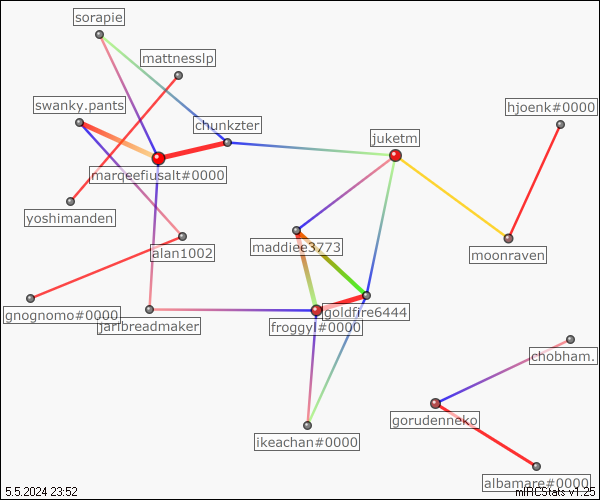 sorapie
mattnesslp
swanky.pants
hjoenk#0000
chunkzter
juketm
marqeefiusalt#0000
yoshimanden
maddiee3773
alan1002
moonraven
gnognomo#0000
jarlbreadmaker
goldfire6444
froggyl#0000
chobham.
gorudenneko
ikeachan#0000
albamare#0000
5.5.2024 23:52
mIRCStats v1.25